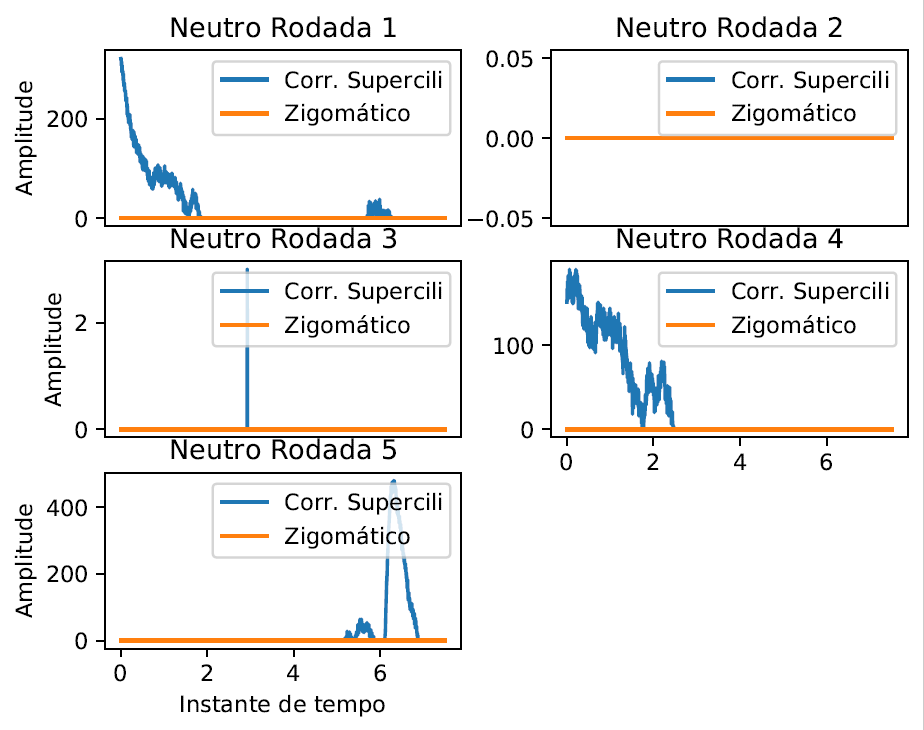 Neutro Rodada 1
Amplitude
200
0
Corr. Supercili
Zigomático
Neutro Rodada 2
0.05
0.00
−0.05
Corr. Supercili
Zigomático
Neutro Rodada 3
Amplitude
2
0
Corr. Supercili
Zigomático
Neutro Rodada 4
100
0
Corr. Supercili
Zigomático
0 2 4 6
Neutro Rodada 5
Amplitude
400
200
0
Corr. Supercili
Zigomático
0 2 4 6
Instante de tempo